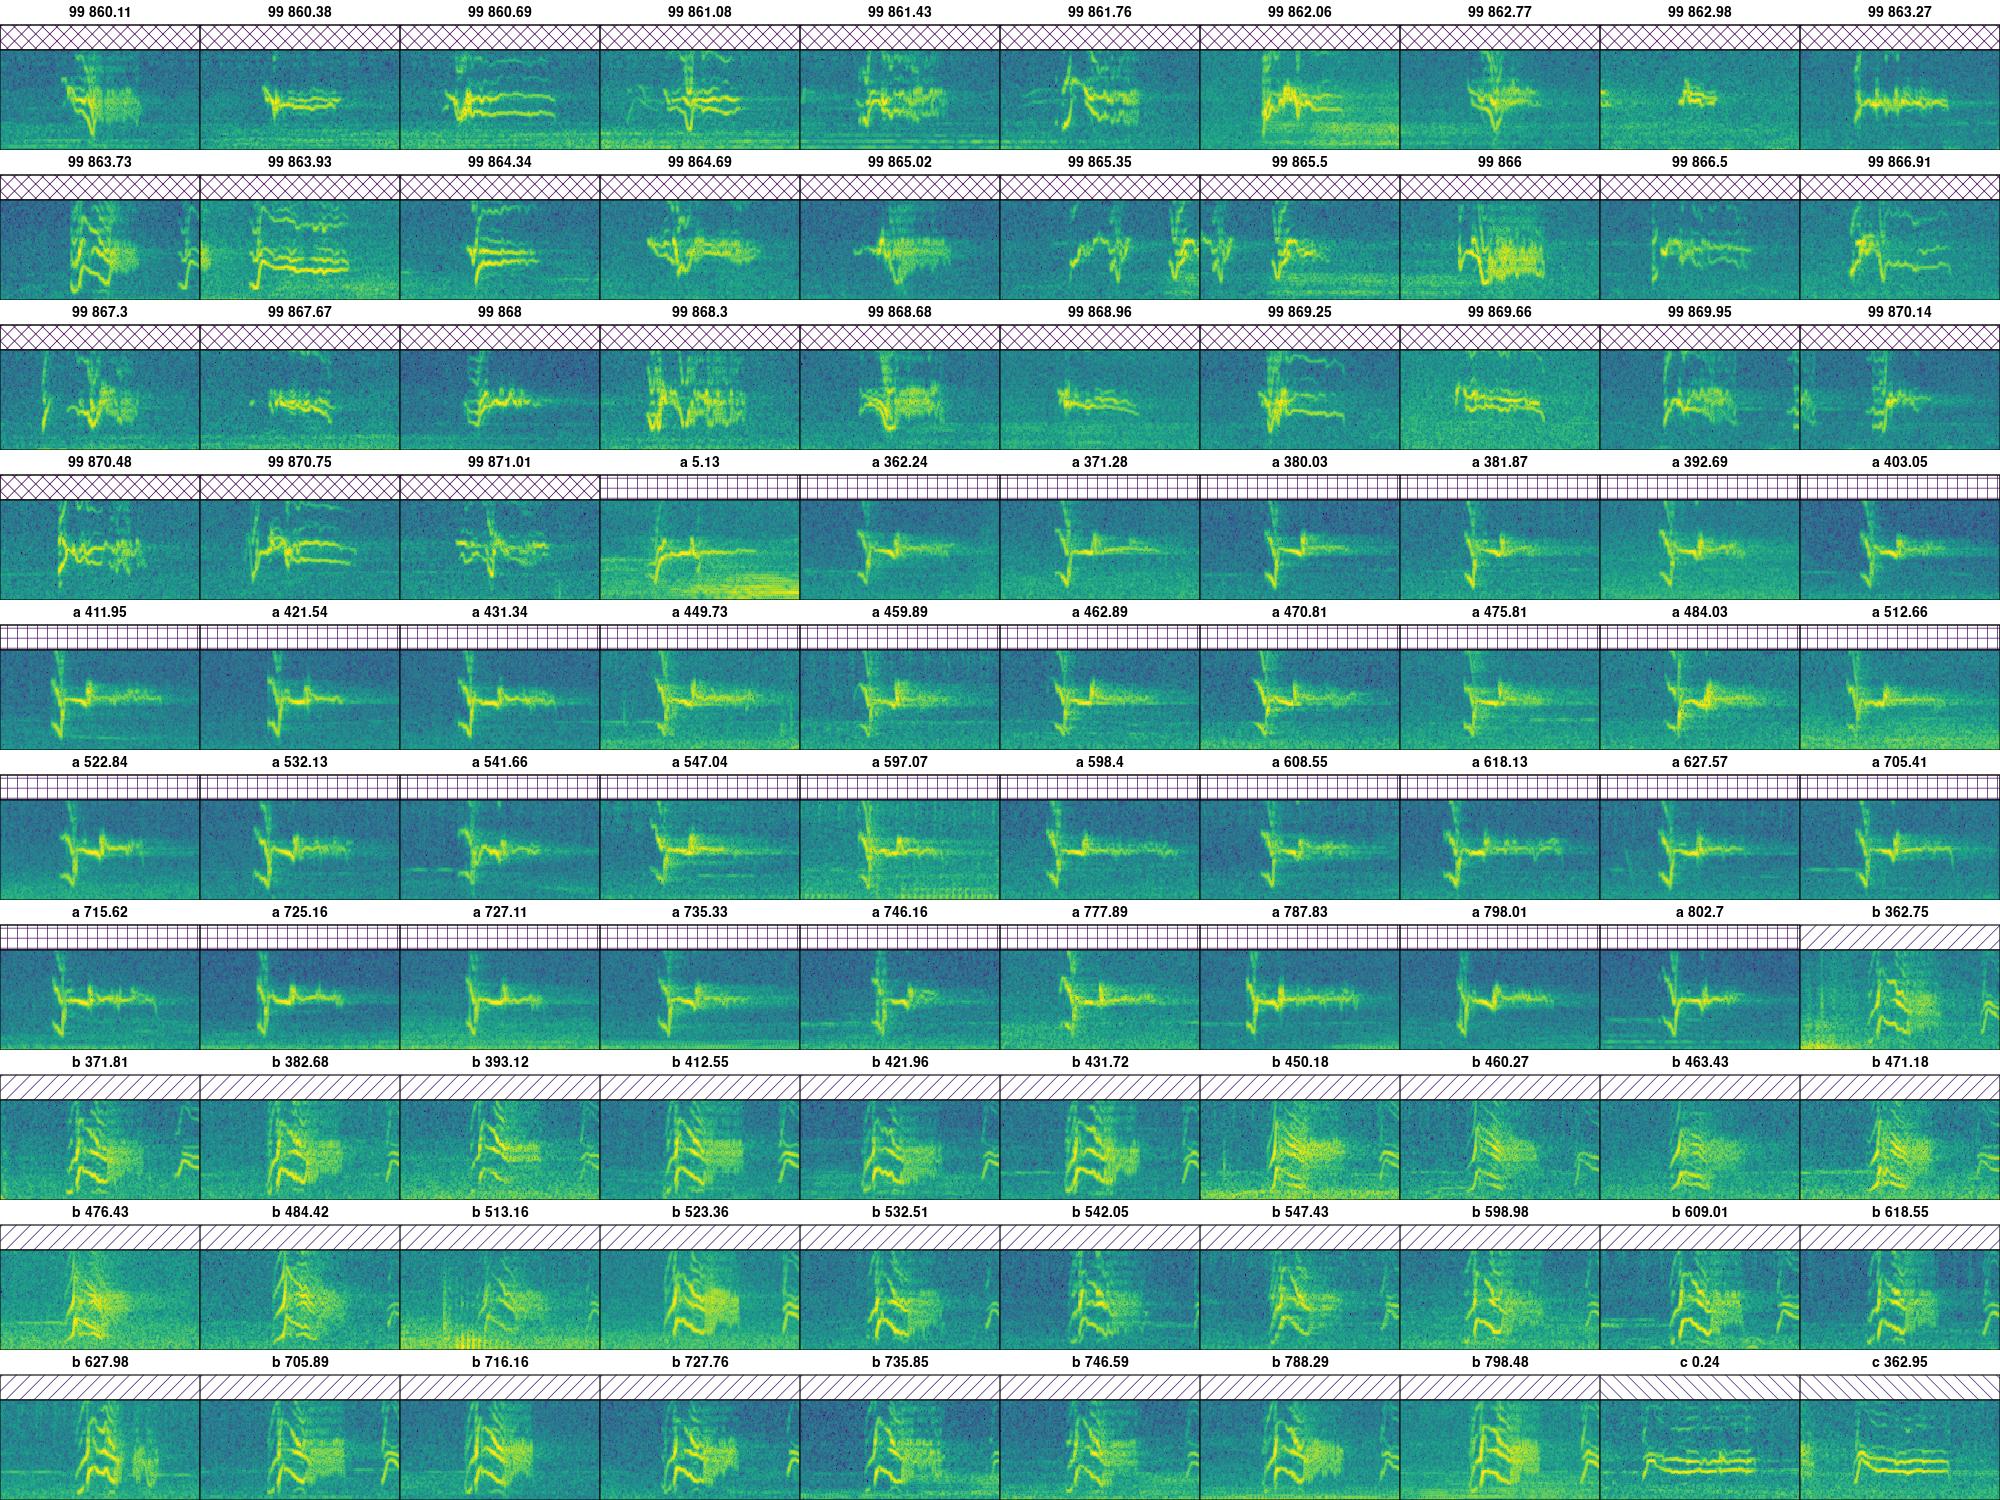 99 860.11 99 860.38 99 860.69 99 861.08 99 861.43 99 861.76 99 862.06 99 862.77 99 862.98 99 863.27
99 863.73 99 863.93 99 864.34 99 864.69 99 865.02 99 865.35 99 865.5 99 866 99 866.5 99 866.91
99 867.3 99 867.67 99 868 99 868.3 99 868.68 99 868.96 99 869.25 99 869.66 99 869.95 99 870.14
99 870.48 99 870.75 99 871.01 a 5.13 a 362.24 a 371.28 a 380.03 a 381.87 a 392.69 a 403.05
a 411.95 a 421.54 a 431.34 a 449.73 a 459.89 a 462.89 a 470.81 a 475.81 a 484.03 a 512.66
a 522.84 a 532.13 a 541.66 a 547.04 a 597.07 a 598.4 a 608.55 a 618.13 a 627.57 a 705.41
a 715.62 a 725.16 a 727.11 a 735.33 a 746.16 a 777.89 a 787.83 a 798.01 a 802.7 b 362.75
b 371.81 b 382.68 b 393.12 b 412.55 b 421.96 b 431.72 b 450.18 b 460.27 b 463.43 b 471.18
b 476.43 b 484.42 b 513.16 b 523.36 b 532.51 b 542.05 b 547.43 b 598.98 b 609.01 b 618.55
b 627.98 b 705.89 b 716.16 b 727.76 b 735.85 b 746.59 b 788.29 b 798.48 c 0.24 c 362.95